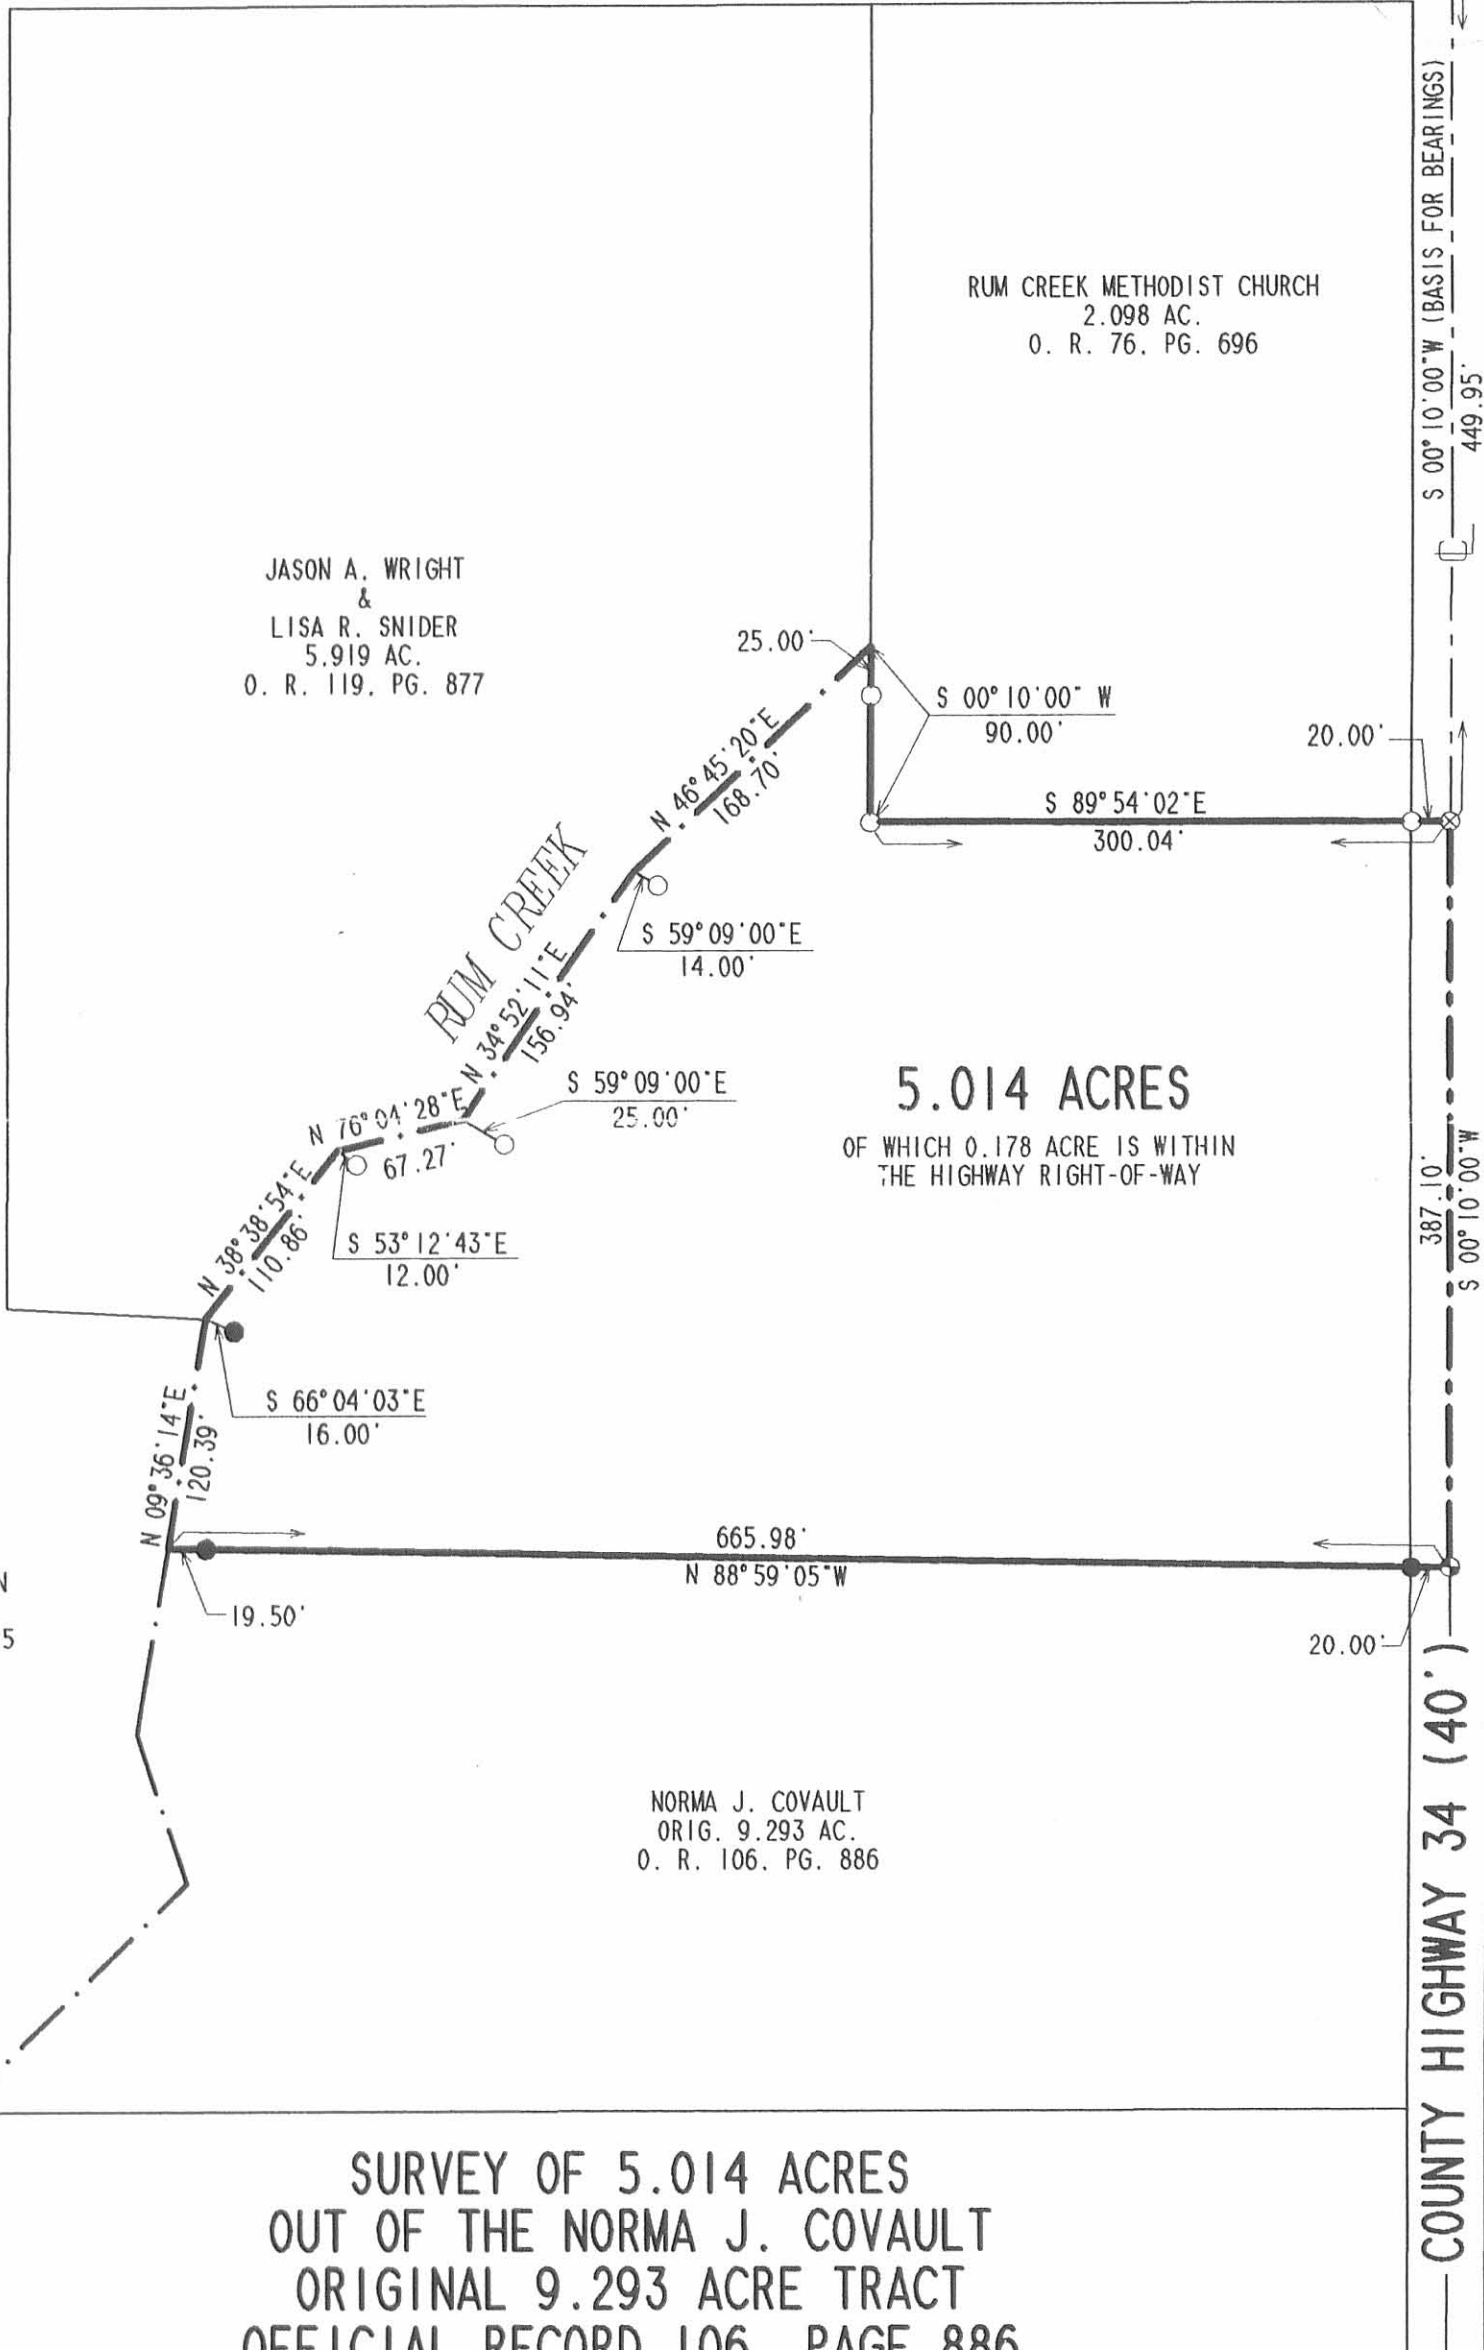 S 00°10'00"W (BASIS FOR BEARINGS)
449.95'
RUM CREEK METHODIST CHURCH
2.098 AC.
O. R. 76, PG. 696
JASON A. WRIGHT
&
LISA R. SNIDER
5.919 AC.
O. R. 119, PG. 877
25.00'
S 00°10'00" W
90.00'
20.00'
N 46°45'20"E
168.70'
S 89°54'02"E
300.04'
RUM CREEK
S 59°09'00"E
14.00'
N 34°52'11"E
156.94'
5.014 ACRES
OF WHICH 0.178 ACRE IS WITHIN
THE HIGHWAY RIGHT-OF-WAY
S 59°09'00"E
25.00'
N 76°04'28"E
67.27'
387.10'
S 00°10'00"W
N 38°38'54"E
110.86'
S 53°12'43"E
12.00'
S 66°04'03"E
16.00'
N 09°36'14"E
120.39'
665.98'
N 88°59'05"W
N
5
19.50'
20.00'
NORMA J. COVAULT
ORIG. 9.293 AC.
O. R. 106, PG. 886
COUNTY HIGHWAY 34 (40')
SURVEY OF 5.014 ACRES
OUT OF THE NORMA J. COVAULT
ORIGINAL 9.293 ACRE TRACT
OFFICIAL RECORD 106, PAGE 886